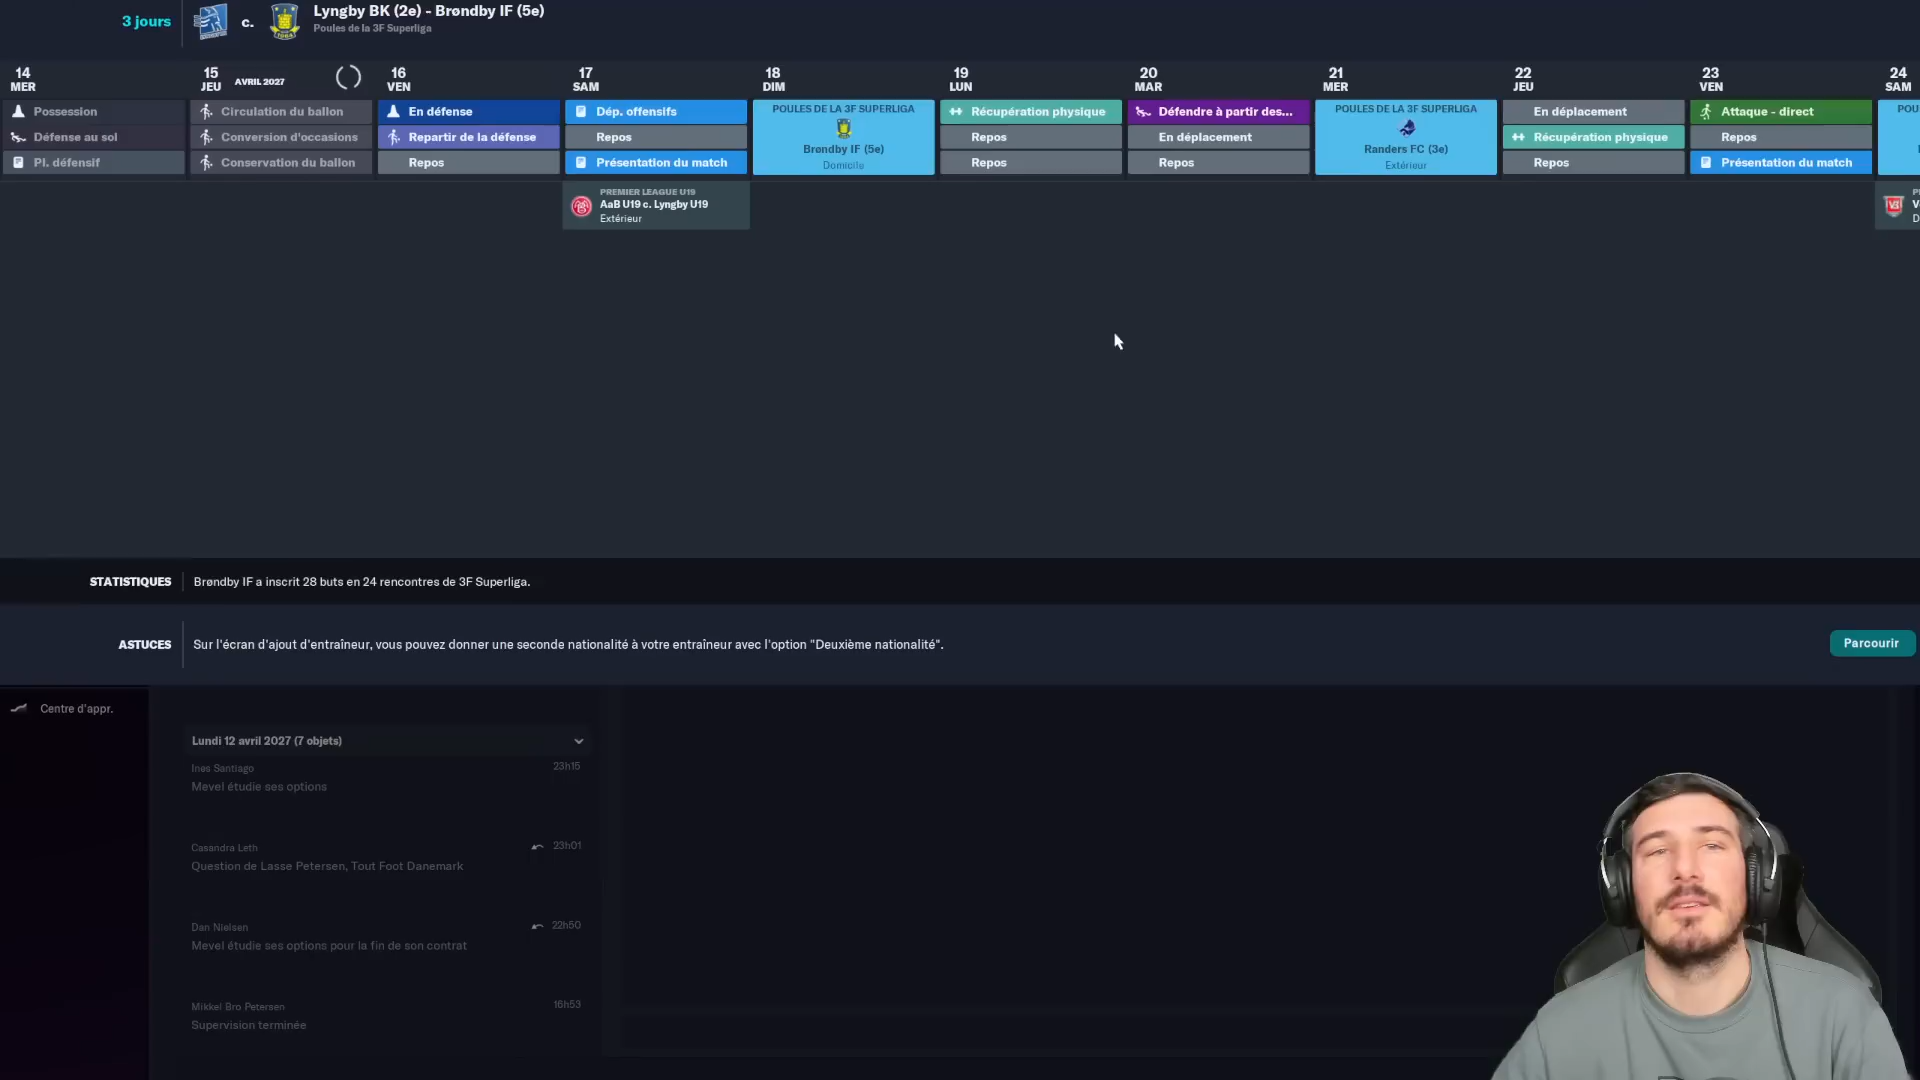 3 jours
c.
Lyngby BK (2e) - Brøndby IF (5e)
Poules de la 3F Superliga
14
MER
15
JEU
AVRIL 2027
16
VEN
17
SAM
18
DIM
19
LUN
20
MAR
21
MER
22
JEU
23
VEN
24
SAM
Possession
Défense au sol
Pl. défensif
Circulation du ballon
Conversion d'occasions
Conservation du ballon
En défense
Repartir de la défense
Repos
Dép. offensifs
Repos
Présentation du match
POULES DE LA 3F SUPERLIGA
Brøndby IF (5e)
Domicile
Récupération physique
Repos
Repos
Défendre à partir des...
En déplacement
Repos
POULES DE LA 3F SUPERLIGA
Randers FC (3e)
Extérieur
En déplacement
Récupération physique
Repos
Attaque - direct
Repos
Présentation du match
POU
PREMIER LEAGUE U19
AaB U19 c. Lyngby U19
Extérieur
STATISTIQUES
Brøndby IF a inscrit 28 buts en 24 rencontres de 3F Superliga.
ASTUCES
Sur l'écran d'ajout d'entraîneur, vous pouvez donner une seconde nationalité à votre entraîneur avec l'option "Deuxième nationalité".
Parcourir
Centre d'appr.
Lundi 12 avril 2027 (7 objets)
Ines Santiago
23h15
Mevel étudie ses options
Casandra Leth
23h01
Question de Lasse Petersen, Tout Foot Danemark
Dan Nielsen
22h50
Mevel étudie ses options pour la fin de son contrat
Mikkel Bro Petersen
16h53
Supervision terminée